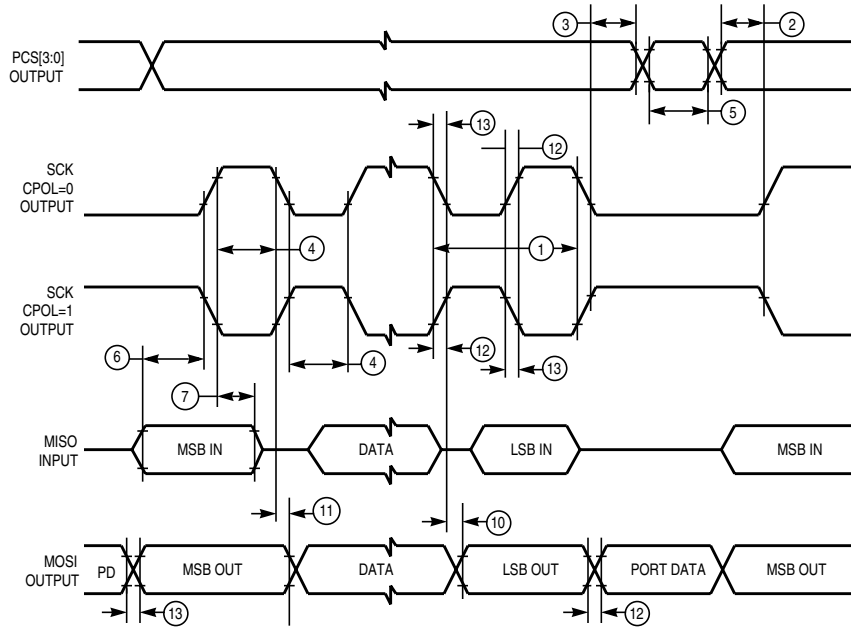 3
2
PCS[3:0]
OUTPUT
5
13
12
SCK
CPOL=0
OUTPUT
4
1
SCK
CPOL=1
OUTPUT
6
4
12
13
7
MISO
INPUT
MSB IN
DATA
LSB IN
MSB IN
11
10
MOSI
OUTPUT
PD
MSB OUT
DATA
LSB OUT
PORT DATA
MSB OUT
13
12